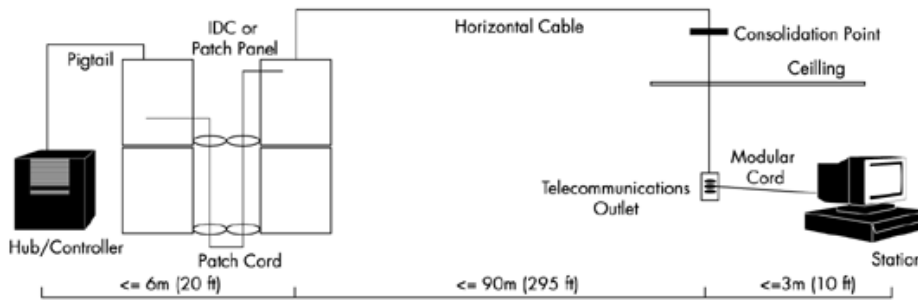 IDC or
Patch Panel
Horizontal Cable
Consolidation Point
Pigtail
Ceilling
Modular
Cord
Telecommunications
Outlet
Hub/Controller
Patch Cord
Station
<= 6m (20 ft)
<= 90m (295 ft)
<=3m (10 ft)